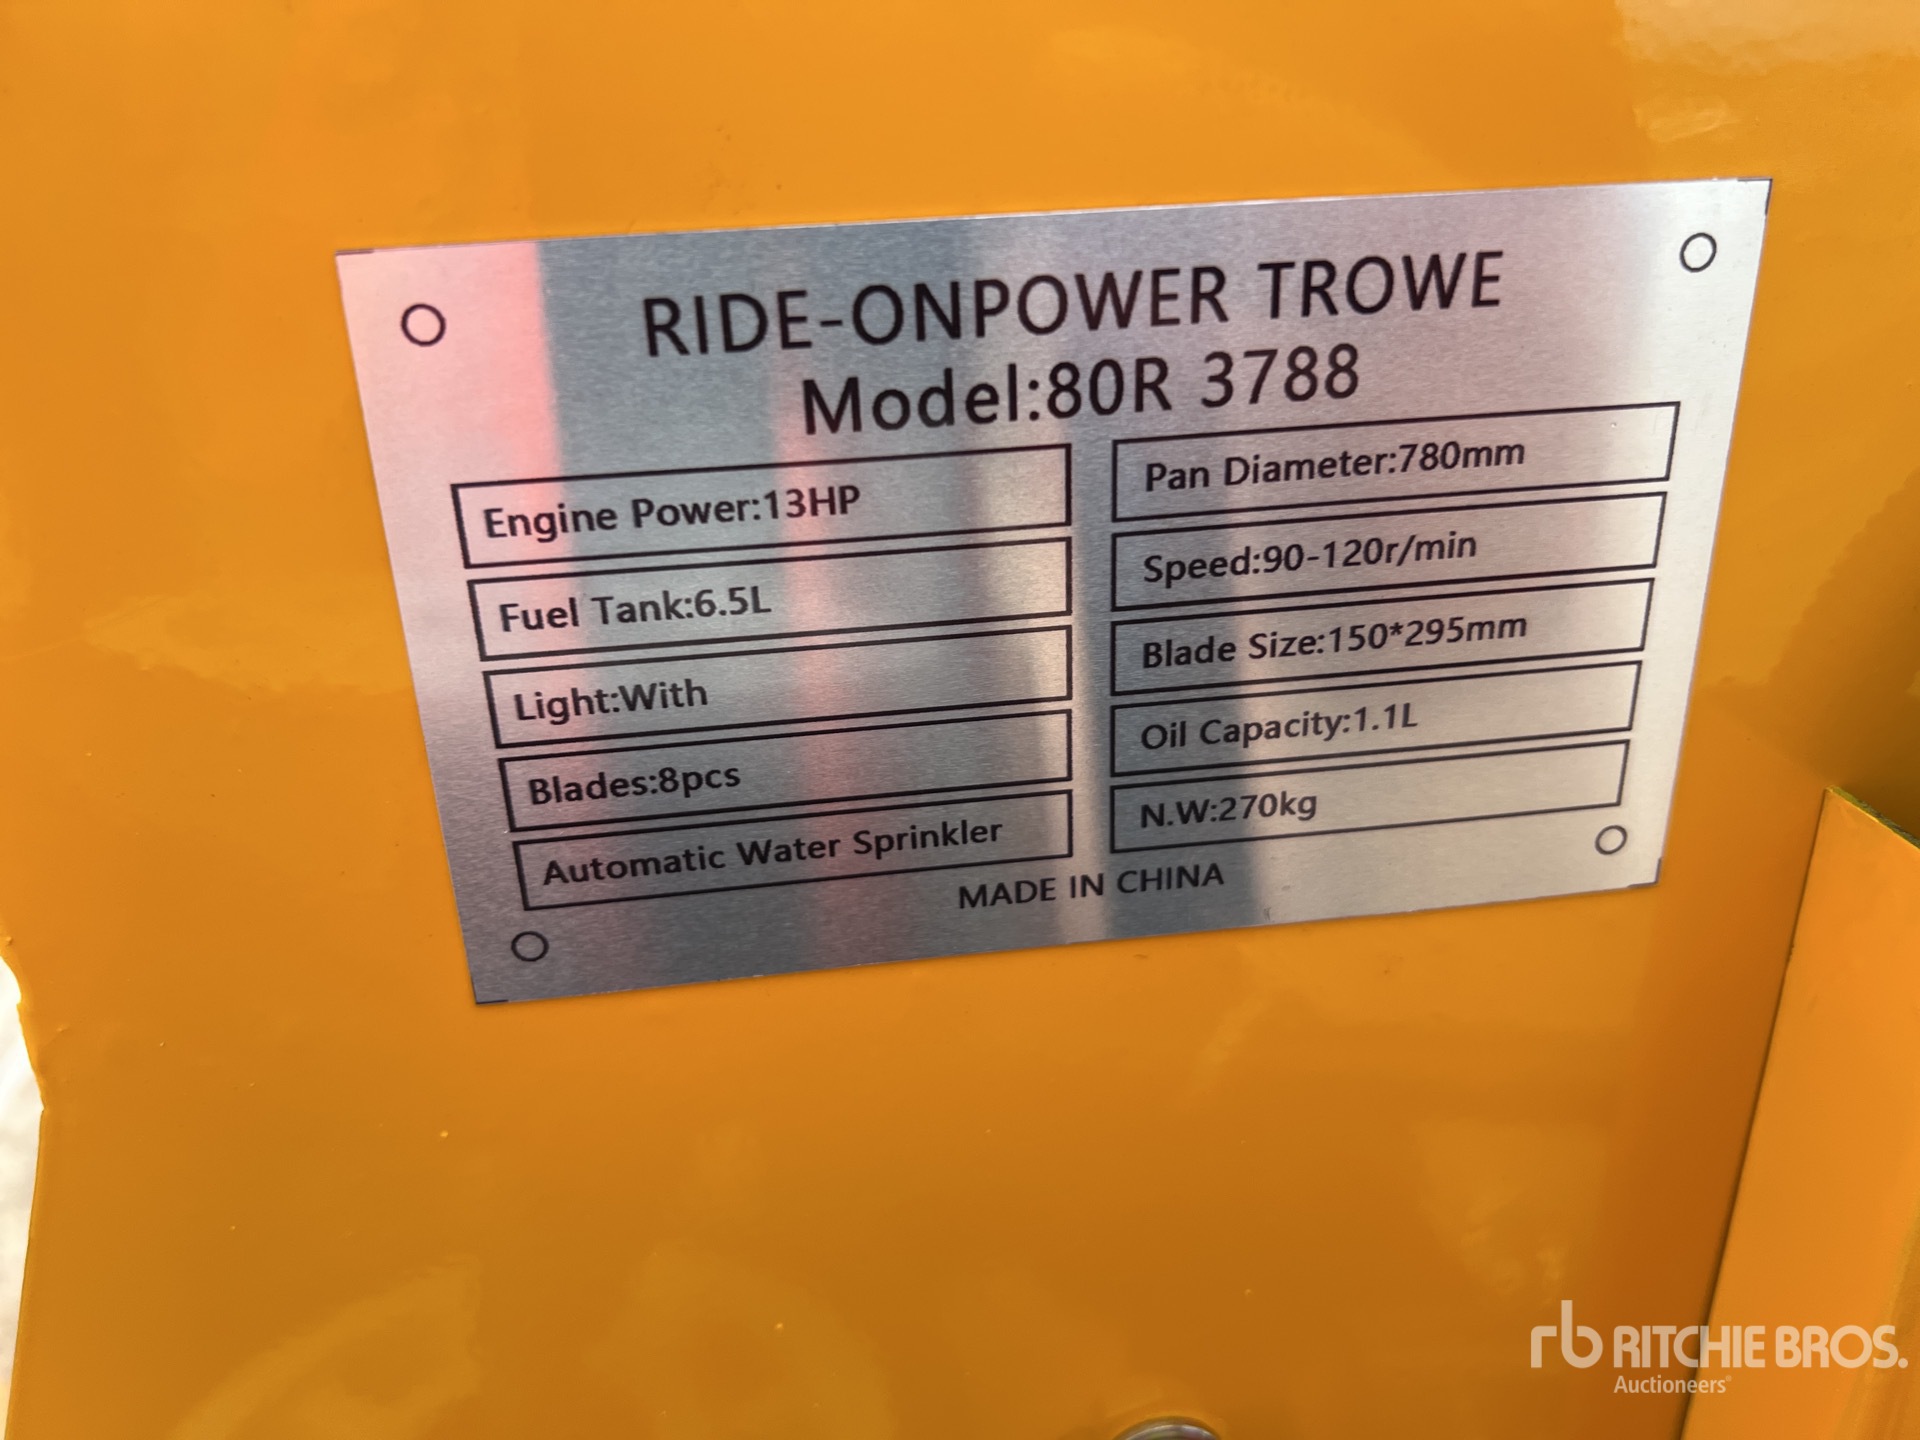 RIDE-ONPOWER TROWE
Model:80R 3788
Engine Power:13HP
Fuel Tank:6.5L
Light:With
Blades:8pcs
Automatic Water Sprinkler
Pan Diameter:780mm
Speed:90-120r/min
Blade Size:150*295mm
Oil Capacity:1.1L
N.W:270kg
MADE IN CHINA
rb RITCHIE BROS.
Auctioneers